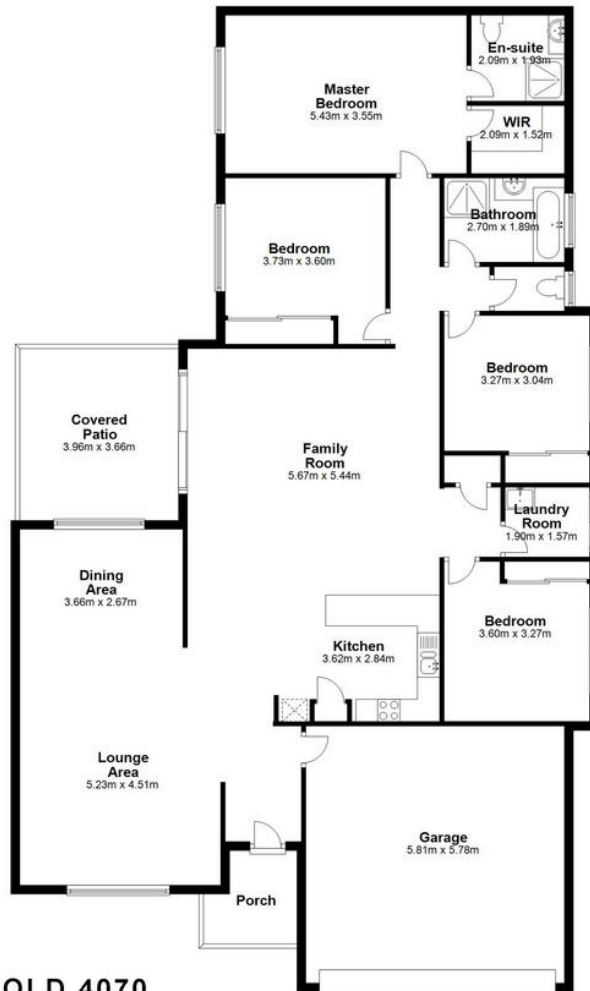 En-suite
2.09m x 1.93m
Master
Bedroom
5.43m x 3.55m
WIR
2.09m x 1.52m
Bathroom
2.70m x 1.89m
Bedroom
3.73m x 3.60m
Bedroom
3.27m x 3.04m
Covered
Patio
3.96m x 3.66m
Family
Room
5.67m x 5.44m
Laundry
Room
1.90m x 1.57m
Dining
Area
3.66m x 2.67m
Bedroom
3.60m x 3.27m
Kitchen
3.62m x 2.84m
Lounge
Area
5.23m x 4.51m
Garage
5.81m x 5.78m
Porch
QLD 4070